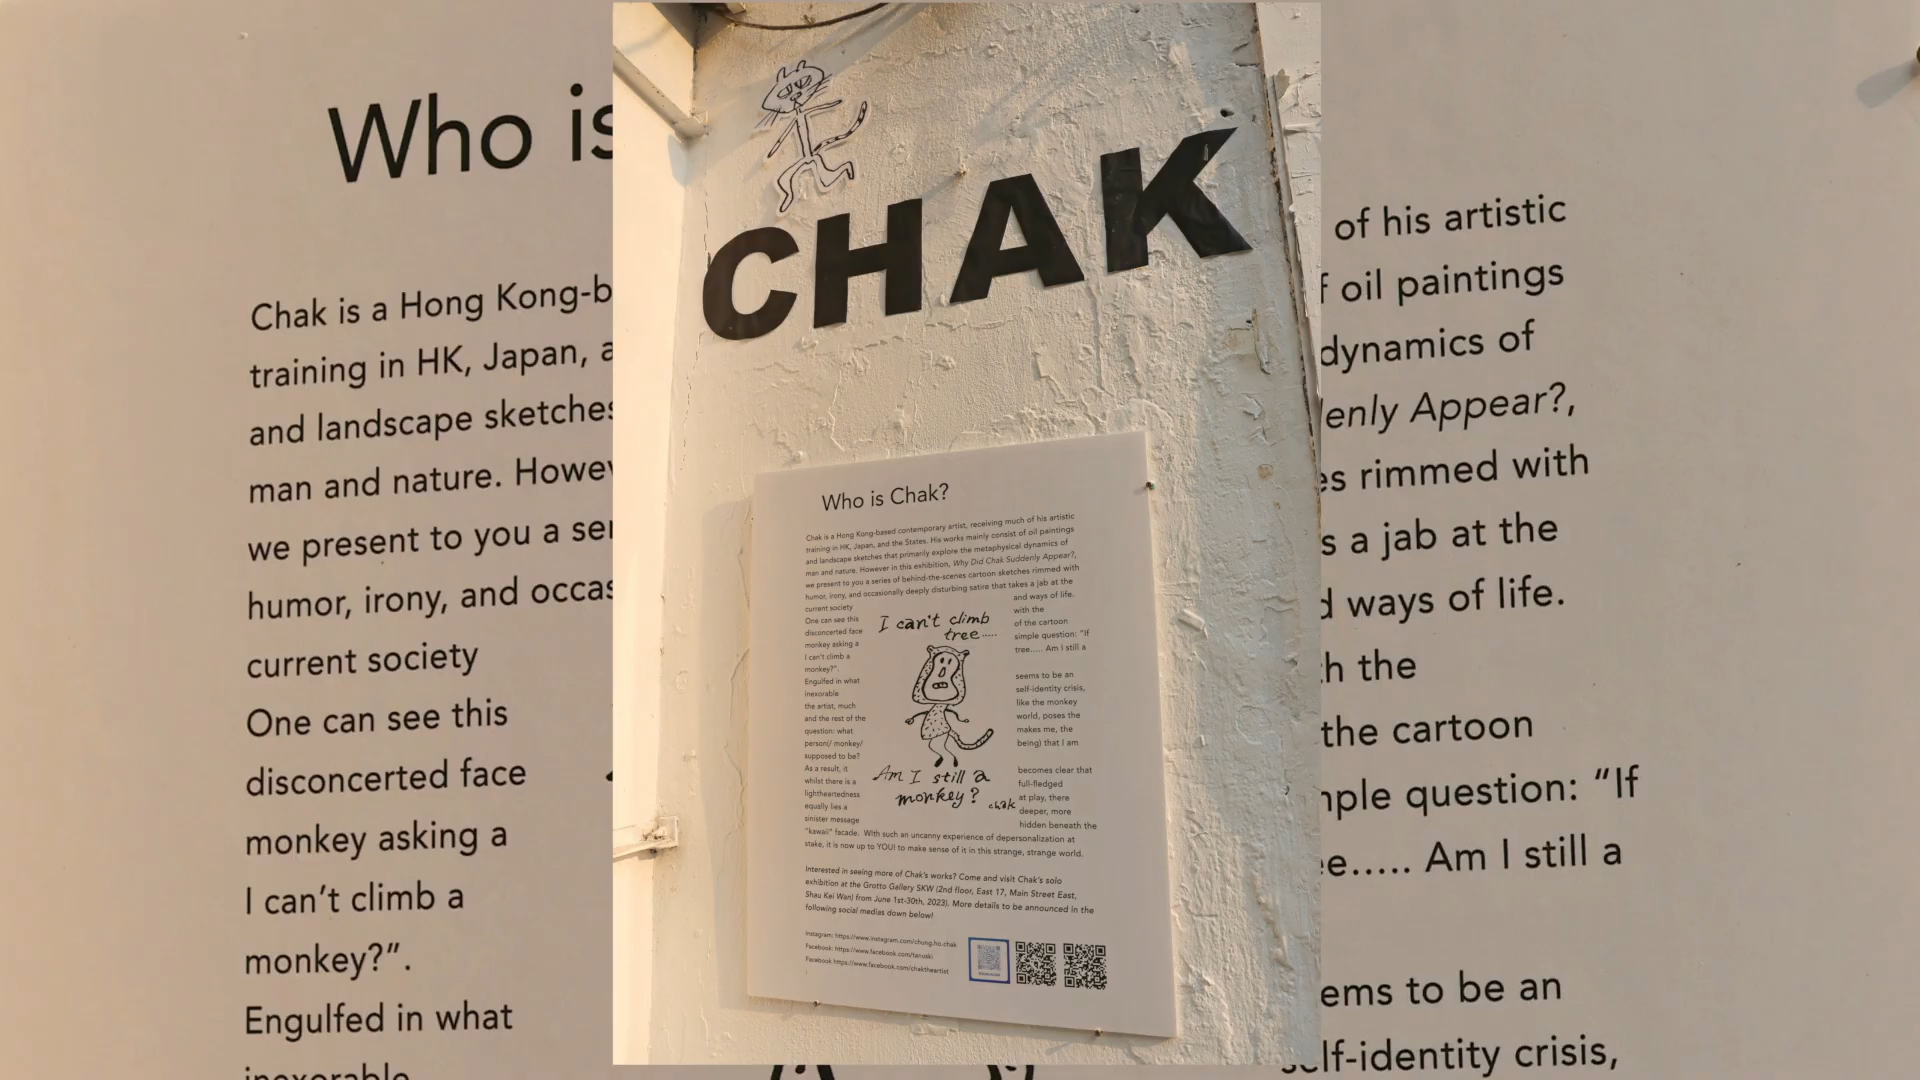 CHAK
Who is Chak?
Chak is a Hong Kong-based contemporary artist, receiving much of his artistic
training in HK, Japan, and the States. His works mainly consist of oil paintings
and landscape sketches that primarily explore the metaphysical dynamics of
man and nature. However in this exhibition, Why Did Chak Suddenly Appear?,
we present to you a series of behind-the-scenes cartoon sketches rimmed with
humor, irony, and occasionally deeply disturbing satire that takes a jab at the
current society and ways of life.
One can see this with the
disconcerted face of the cartoon
monkey asking a simple question: “If
I can't climb a tree..... Am I still a
monkey?”.
Engulfed in what seems to be an
inexorable self-identity crisis,
the artist, much like the monkey
and the rest of the world, poses the
question: what makes me, the
person(/ monkey/ being) that I am
supposed to be?
As a result, it becomes clear that
whilst there is a full-fledged
lightheartedness at play, there
equally lies a deeper, more
sinister message hidden beneath the
“kawaii” facade. With such an uncanny experience of depersonalization at
stake, it is now up to YOU! to make sense of it in this strange, strange world.
I can't climb
tree.....
Am I still a
monkey?
chak
Interested in seeing more of Chak's works? Come and visit Chak's solo
exhibition at the Grotto Gallery SKW (2nd floor, East 17, Main Street East,
Shau Kei Wan) from June 1st-30th, 2023). More details to be announced in the
following social medias down below!
Instagram: https://www.instagram.com/chung.ho.chak
Facebook: https://www.facebook.com/tanuski
Facebook https://www.facebook.com/chaktheartist
Who is
Chak is a Hong Kong-b
training in HK, Japan, a
and landscape sketches
man and nature. Howev
we present to you a ser
humor, irony, and occas
current society
One can see this
disconcerted face
monkey asking a
I can't climb a
monkey?”.
Engulfed in what
inexorable
of his artistic
f oil paintings
dynamics of
enly Appear?,
es rimmed with
s a jab at the
d ways of life.
h the
the cartoon
mple question: “If
ee..... Am I still a
ems to be an
self-identity crisis,